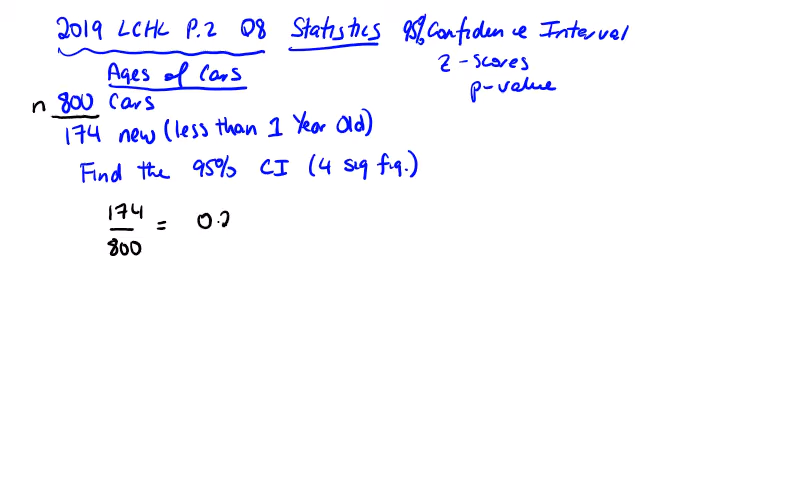 2019 LCHL P.2 Q8 Statistics 95% Confidence Interval
Z-scores
p-value
Ages of Cars
n 800 Cars
174 new (less than 1 Year Old)
Find the 95% CI (4 sig fig.)
174
800
= 0.2